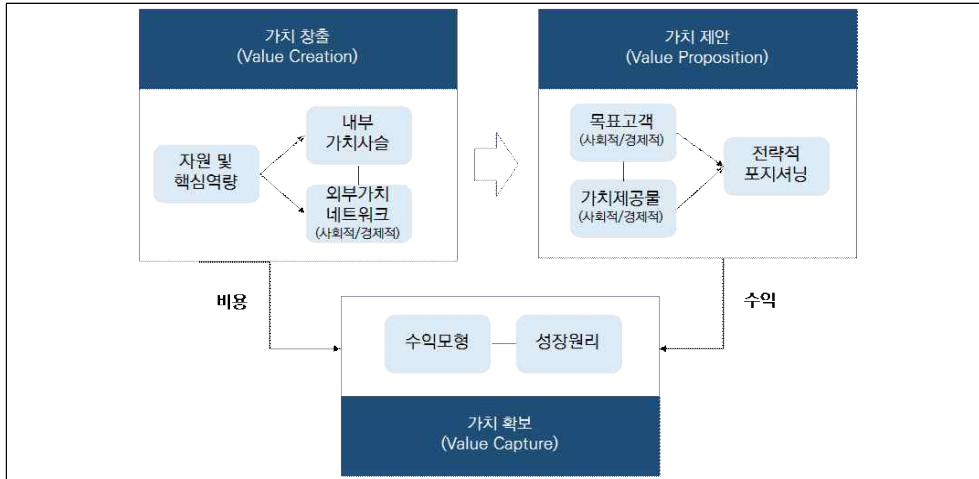 가치 창출
(Value Creation)
자원 및
핵심역량
내부
가치사슬
외부가치
네트워크
(사회적/경제적)
가치 제안
(Value Proposition)
목표고객
(사회적/경제적)
가치제공물
(사회적/경제적)
전략적
포지셔닝
비용
수익
수익모형
성장원리
가치 확보
(Value Capture)